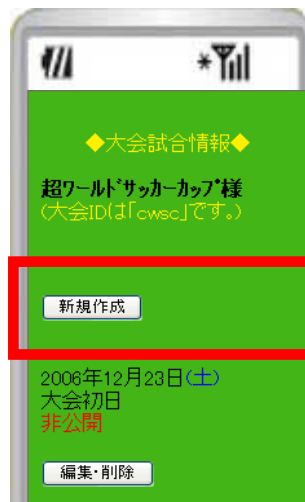 ◆大会試合情報◆
超ワールドサッカーカップ様
(大会IDは「cwsc」です。)
新規作成
2006年12月23日(土)
大会初日
非公開
編集・削除